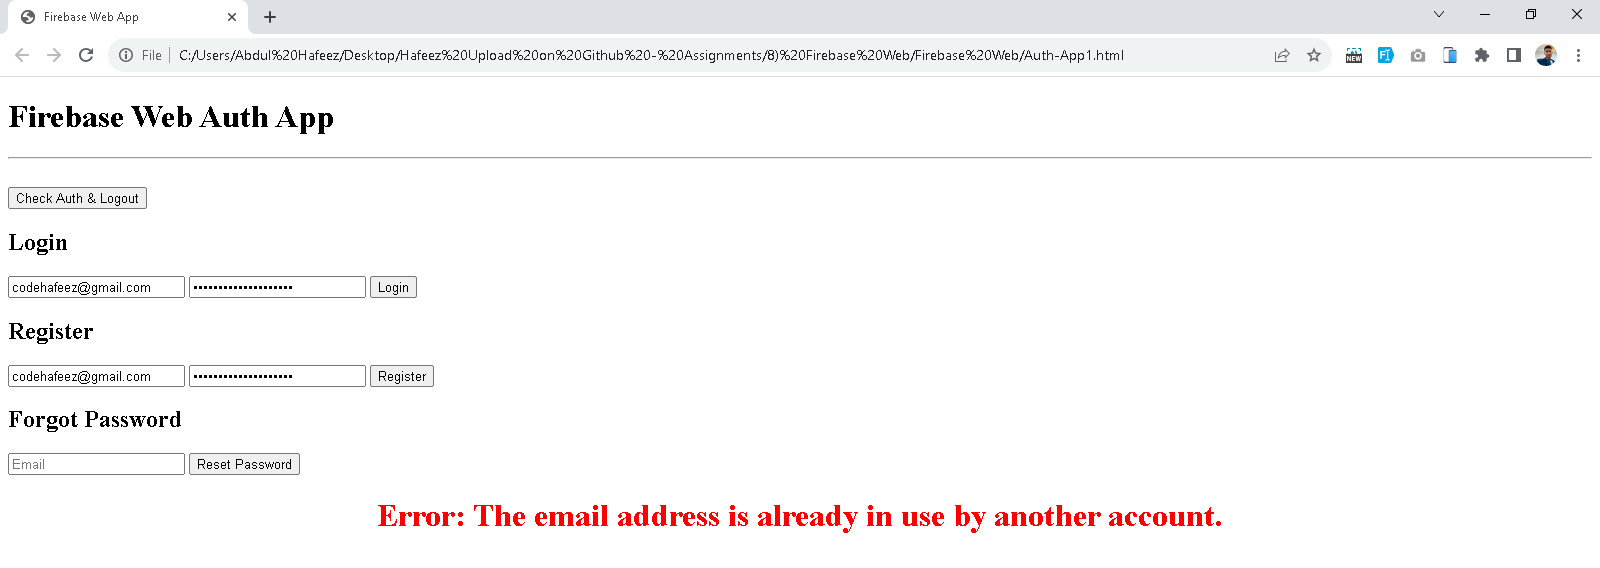 Firebase Web App
File C:/Users/Abdul%20Hafeez/Desktop/Hafeez%20Upload%20on%20Github%20-%20Assignments/8)%20Firebase%20Web/Firebase%20Web/Auth-App1.html
NEW
Firebase Web Auth App
Check Auth & Logout
Login
codehafeez@gmail.com •••••••••••••••••••• Login
Register
codehafeez@gmail.com •••••••••••••••••••• Register
Forgot Password
Email Reset Password
Error: The email address is already in use by another account.